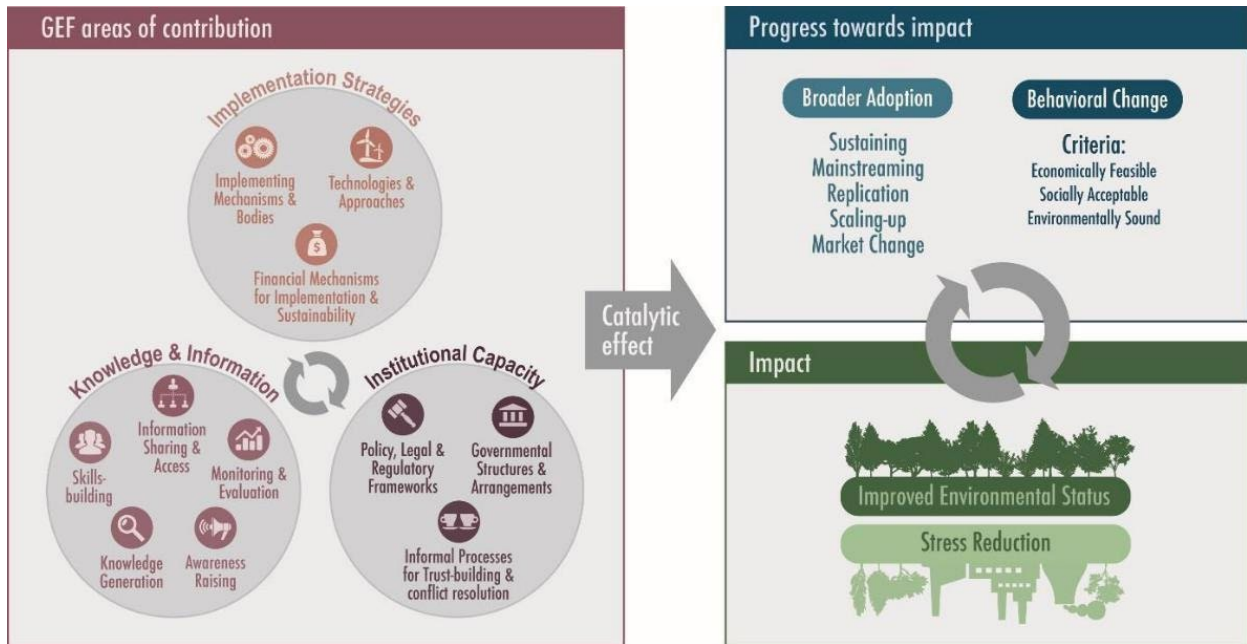 GEF areas of contribution
Implementation Strategies
Implementing
Mechanisms &
Bodies
Technologies &
Approaches
$
Financial Mechanisms
for Implementation &
Sustainability
Knowledge & Information
Information
Sharing &
Access
Skills-
building
Monitoring &
Evaluation
Knowledge
Generation
Awareness
Raising
Institutional Capacity
Policy, Legal &
Regulatory
Frameworks
Governmental
Structures &
Arrangements
Informal Processes
for Trust-building &
conflict resolution
Catalytic
effect
Progress towards impact
Broader Adoption
Sustaining
Mainstreaming
Replication
Scaling-up
Market Change
Behavioral Change
Criteria:
Economically Feasible
Socially Acceptable
Environmentally Sound
Impact
Improved Environmental Status
Stress Reduction